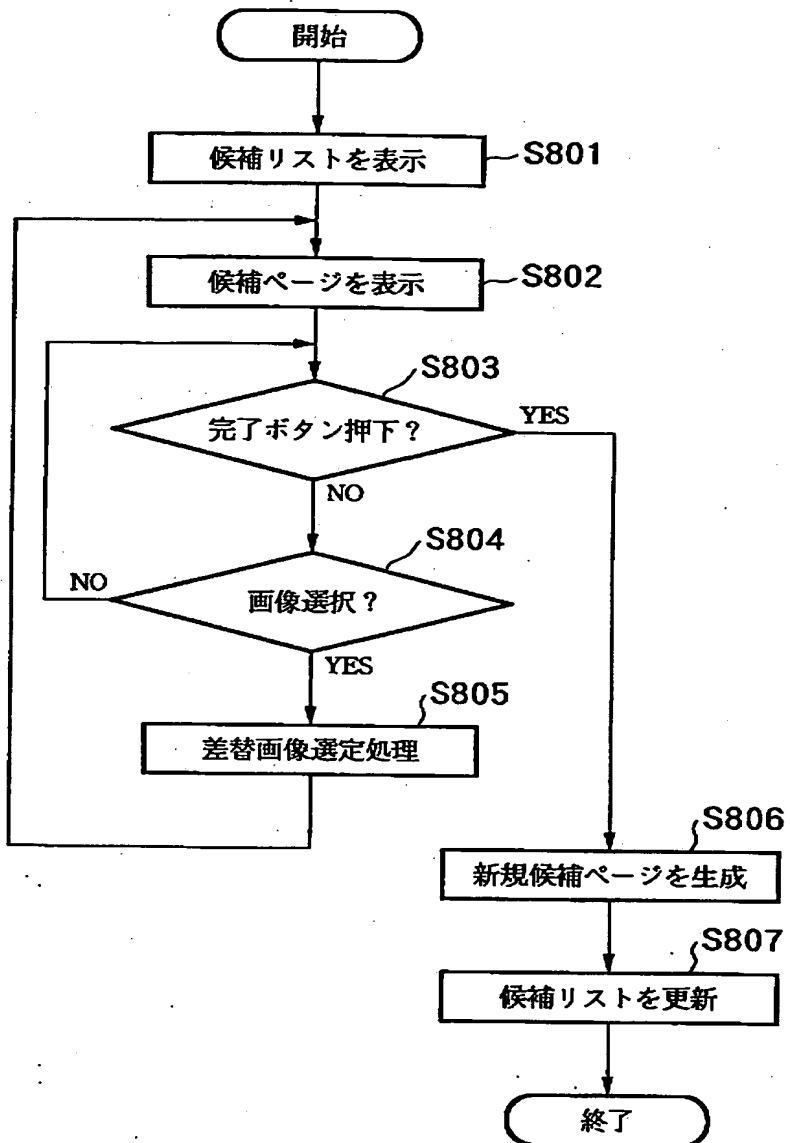 開始
候補リストを表示
S801
候補ページを表示
S802
S803
完了ボタン押下？
YES
NO
S804
画像選択？
NO
YES
S805
差替画像選定処理
S806
新規候補ページを生成
S807
候補リストを更新
終了